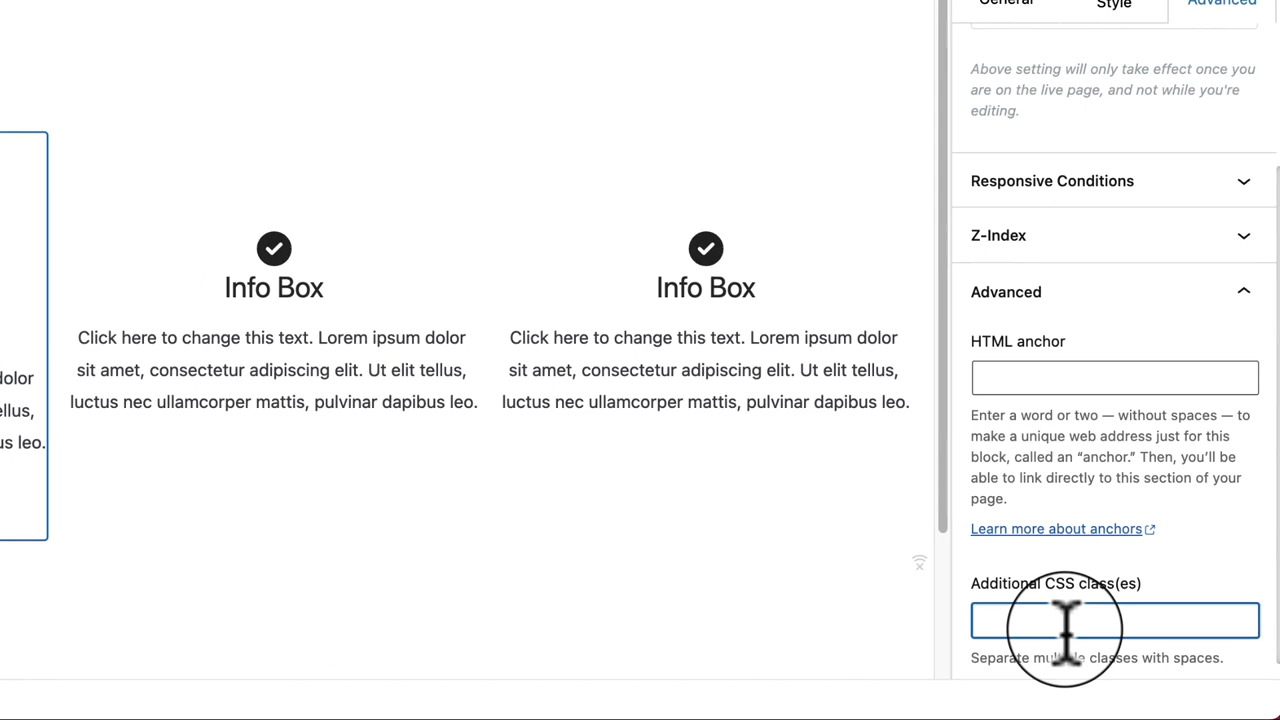 General
Style
Advanced
Above setting will only take effect once you
are on the live page, and not while you're
editing.
Responsive Conditions
Z-Index
Advanced
HTML anchor
Enter a word or two — without spaces — to
make a unique web address just for this
block, called an “anchor.” Then, you’ll be
able to link directly to this section of your
page.
Learn more about anchors
Additional CSS class(es)
Separate multiple classes with spaces.
dolor
ellus,
us leo.
Info Box
Click here to change this text. Lorem ipsum dolor
sit amet, consectetur adipiscing elit. Ut elit tellus,
luctus nec ullamcorper mattis, pulvinar dapibus leo.
Info Box
Click here to change this text. Lorem ipsum dolor
sit amet, consectetur adipiscing elit. Ut elit tellus,
luctus nec ullamcorper mattis, pulvinar dapibus leo.